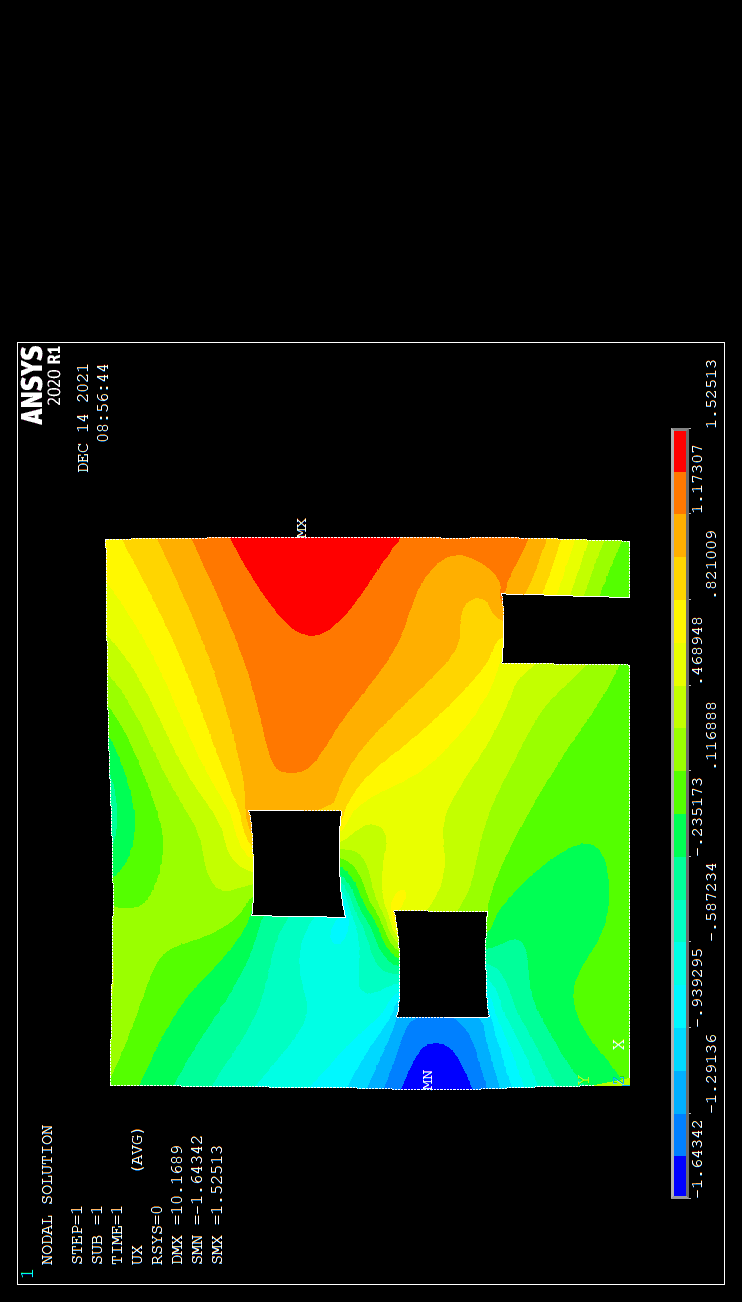 1
NODAL SOLUTION
STEP=1
SUB =1
TIME=1
UX (AVG)
RSYS=0
DMX =10.1689
SMN =-1.64342
SMX =1.52513
ANSYS
2020 R1
DEC 14 2021
08:56:44
MN
MX
Y
Z X
-1.64342
-1.29136
-.939295
-.587234
-.235173
.116888
.468948
.821009
1.17307
1.52513